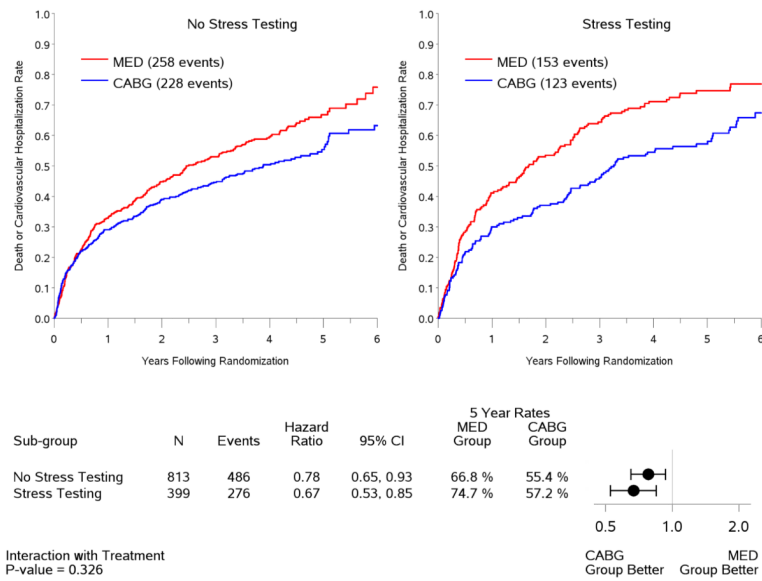 No Stress Testing
Death or Cardiovascular Hospitalization Rate
1.0
0.9
0.8
0.7
0.6
0.5
0.4
0.3
0.2
0.1
0.0
MED (258 events)
CABG (228 events)
0 1 2 3 4 5 6
Years Following Randomization
Stress Testing
Death or Cardiovascular Hospitalization Rate
1.0
0.9
0.8
0.7
0.6
0.5
0.4
0.3
0.2
0.1
0.0
MED (153 events)
CABG (123 events)
0 1 2 3 4 5 6
Years Following Randomization
5 Year Rates
Hazard MED CABG
Sub-group N Events Ratio 95% CI Group Group
No Stress Testing 813 486 0.78 0.65, 0.93 66.8 % 55.4 %
Stress Testing 399 276 0.67 0.53, 0.85 74.7 % 57.2 %
0.5 1.0 2.0
Interaction with Treatment CABG MED
P-value = 0.326 Group Better Group Better